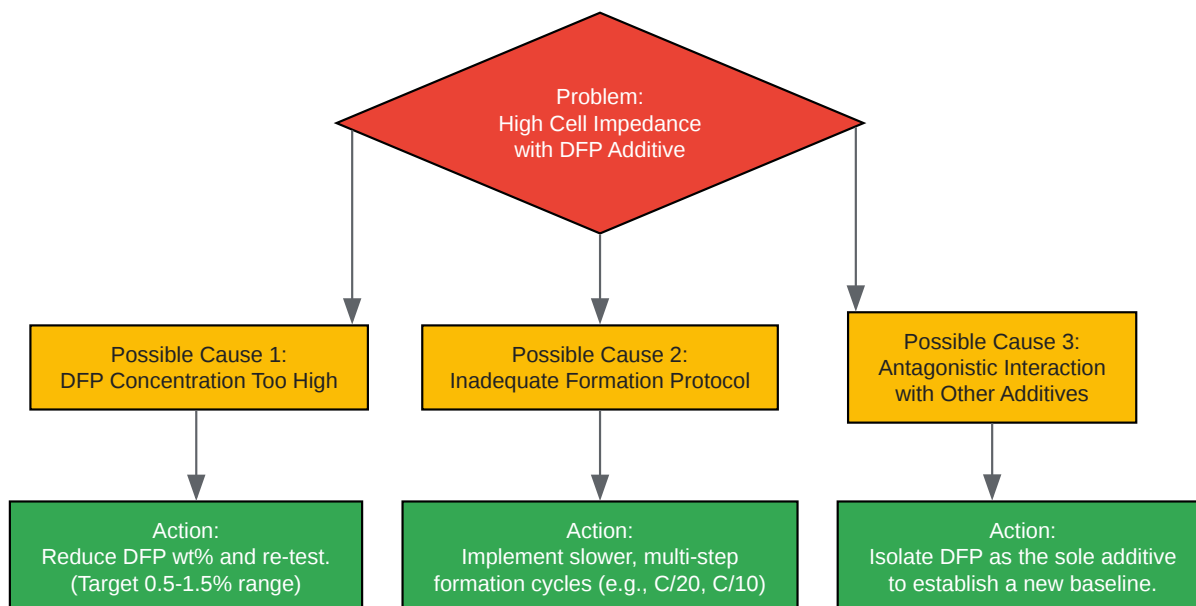 Problem:
High Cell Impedance
with DFP Additive
Possible Cause 1:
DFP Concentration Too High
Possible Cause 2:
Inadequate Formation Protocol
Possible Cause 3:
Antagonistic Interaction
with Other Additives
Action:
Reduce DFP wt% and re-test.
(Target 0.5-1.5% range)
Action:
Implement slower, multi-step
formation cycles (e.g., C/20, C/10)
Action:
Isolate DFP as the sole additive
to establish a new baseline.